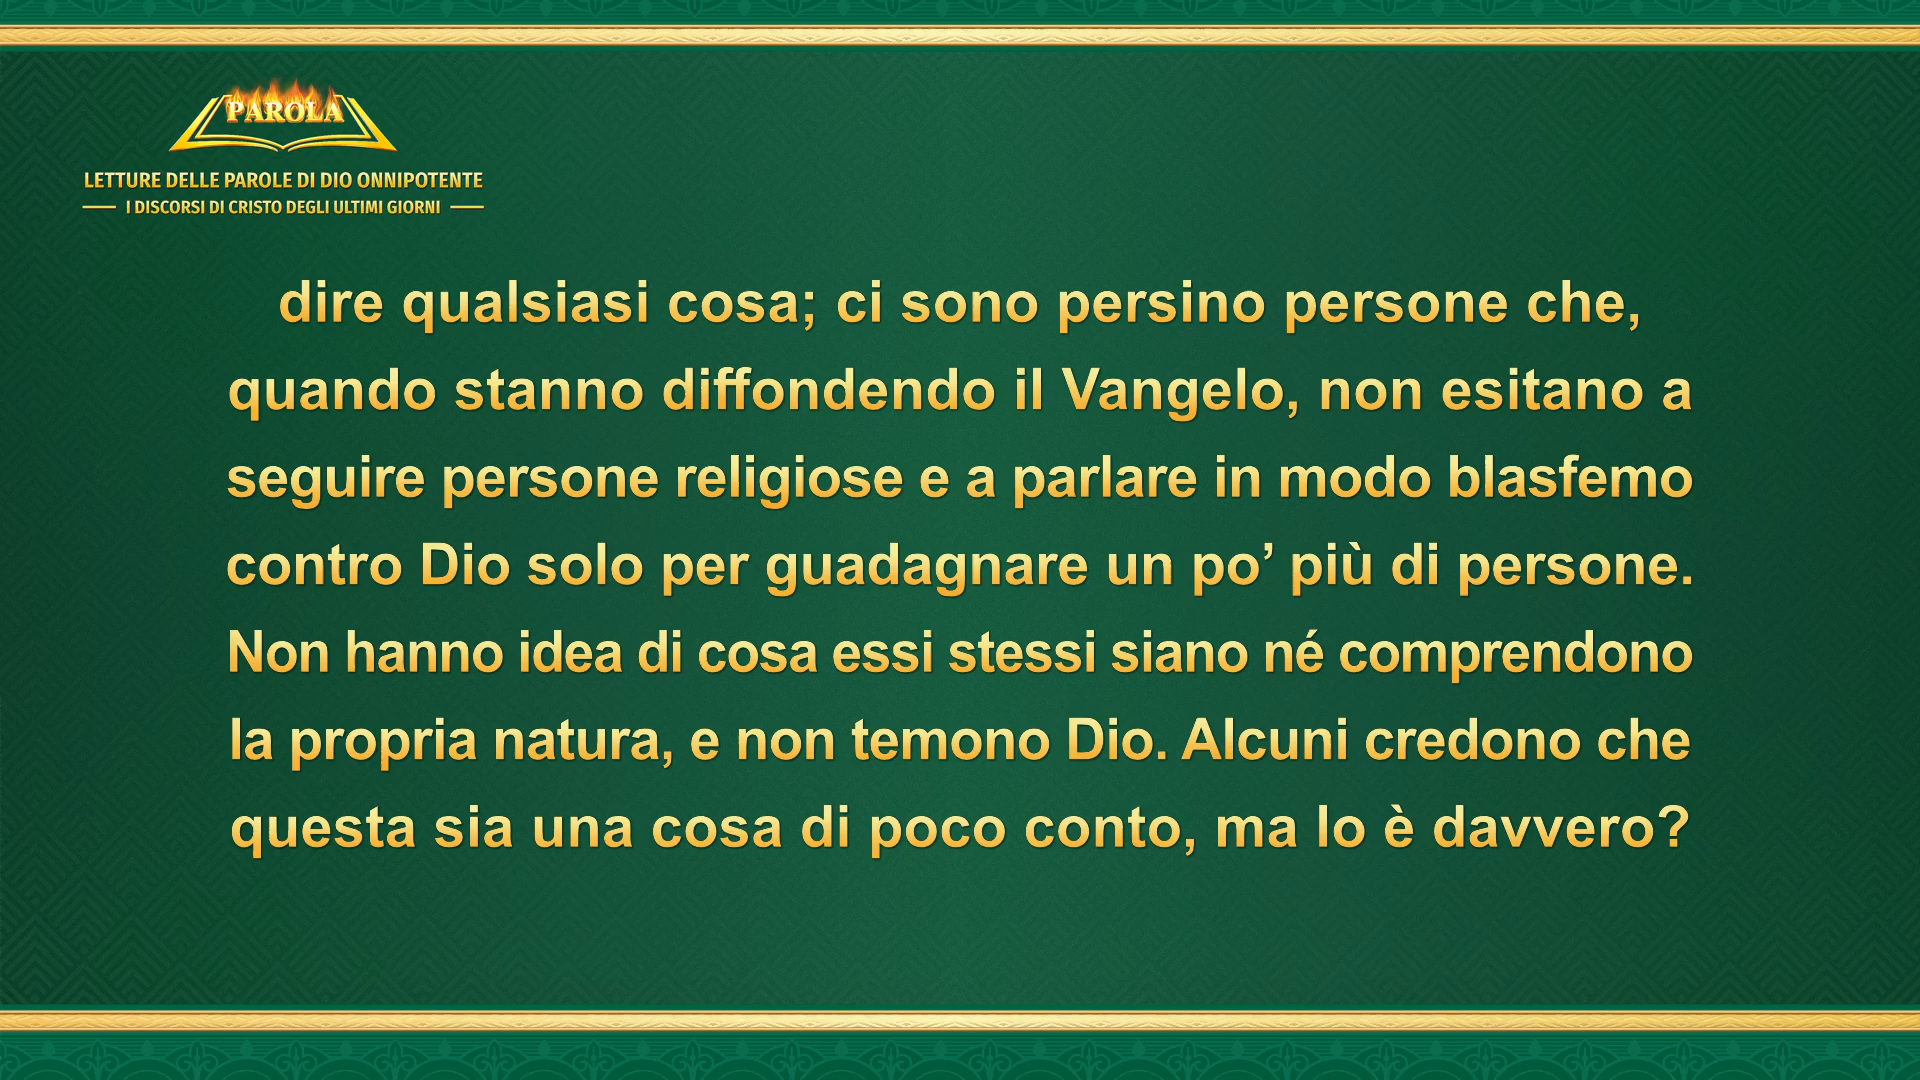 PAROLA
LETTURE DELLE PAROLE DI DIO ONNIPOTENTE
I DISCORSI DI CRISTO DEGLI ULTIMI GIORNI
dire qualsiasi cosa; ci sono persino persone che,
quando stanno diffondendo il Vangelo, non esitano a
seguire persone religiose e a parlare in modo blasfemo
contro Dio solo per guadagnare un po’ più di persone.
Non hanno idea di cosa essi stessi siano né comprendono
la propria natura, e non temono Dio. Alcuni credono che
questa sia una cosa di poco conto, ma lo è davvero?